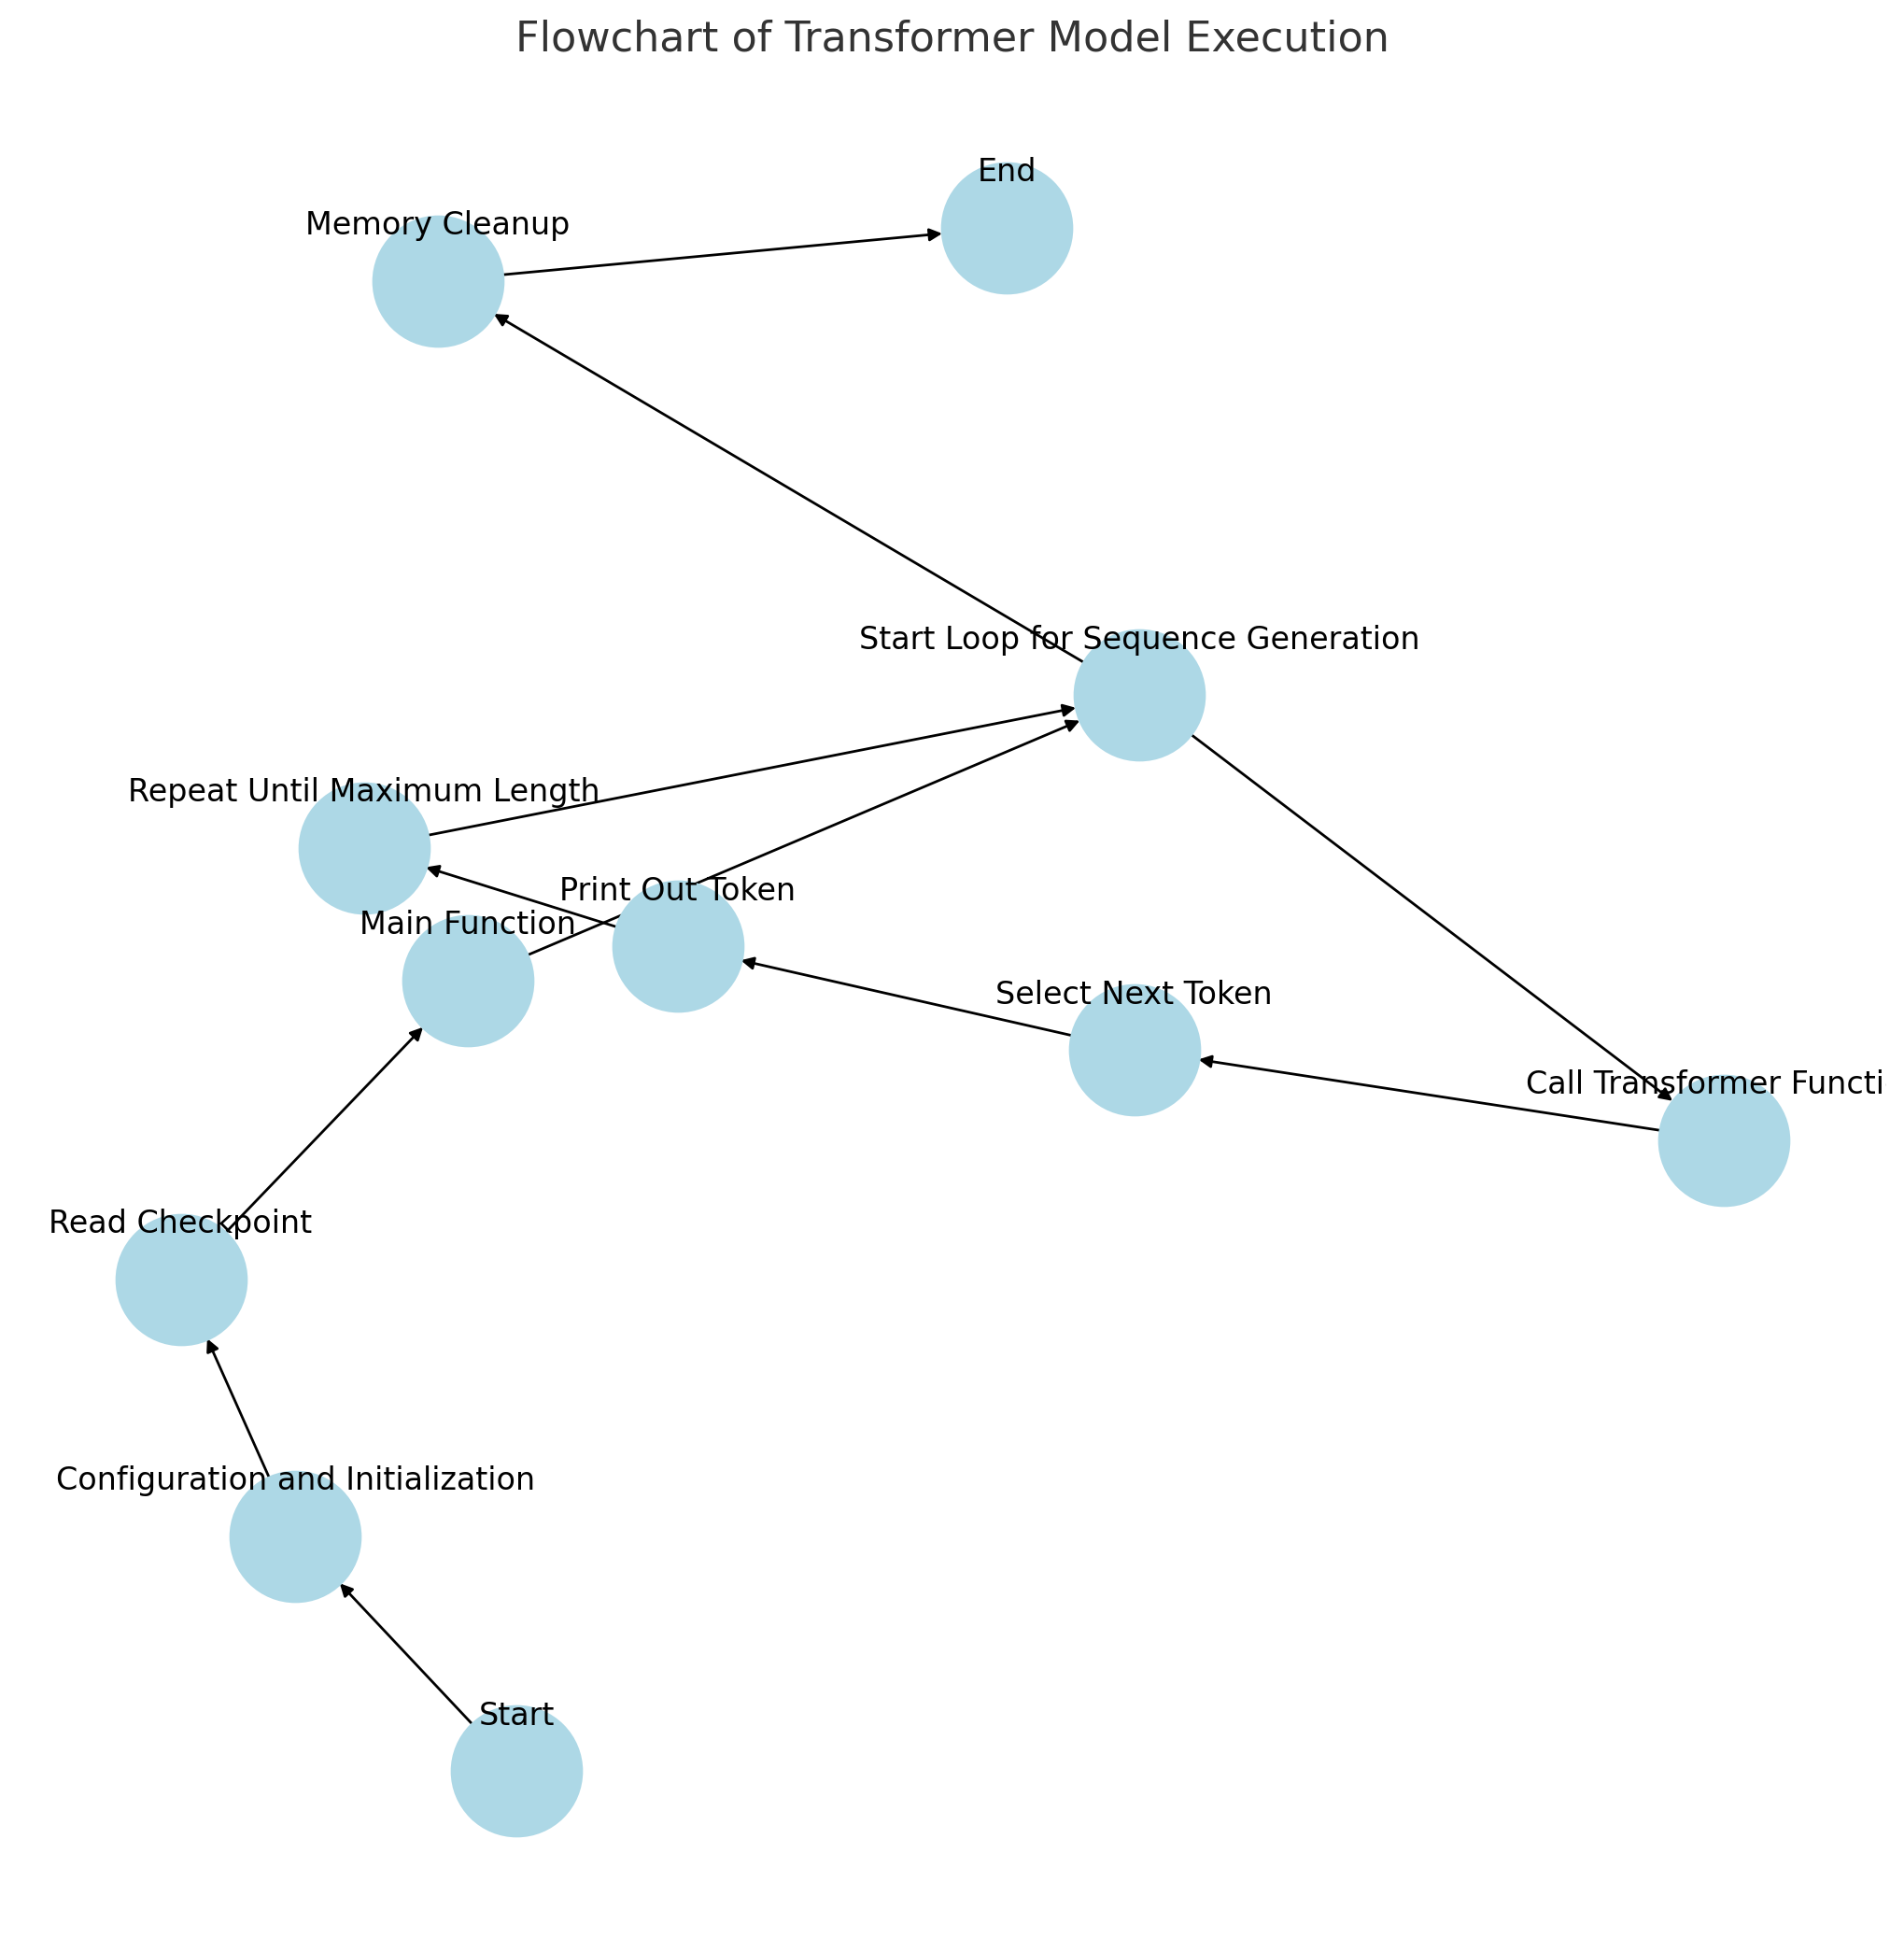 Flowchart of Transformer Model Execution
End
Memory Cleanup
Start Loop for Sequence Generation
Repeat Until Maximum Length
Print Out Token
Main Function
Select Next Token
Call Transformer Functi
Read Checkpoint
Configuration and Initialization
Start